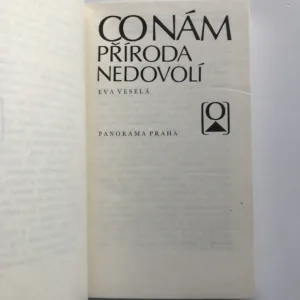 CO NÁM
PŘÍRODA
NEDOVOLÍ
EVA VESELÁ
PANORAMA PRAHA